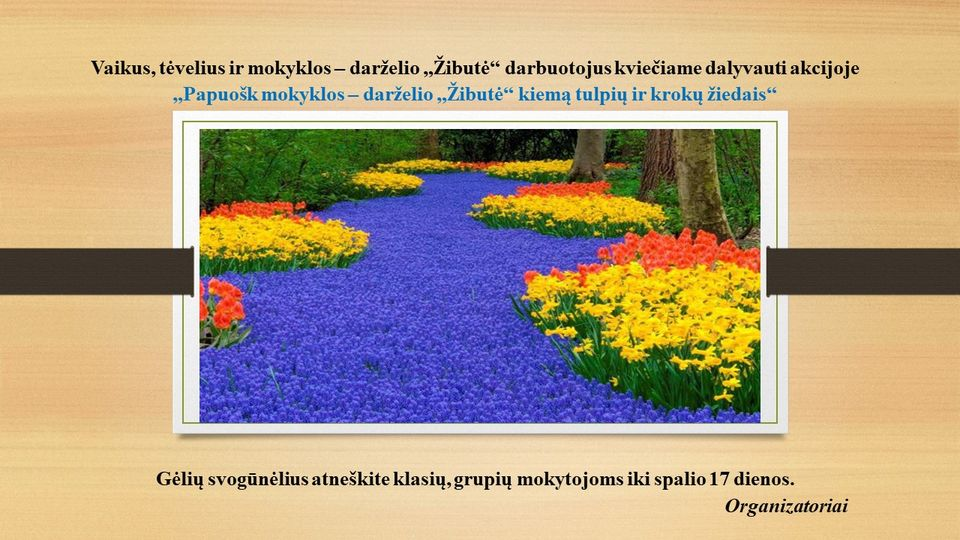 Vaikus, tėvelius ir mokyklos – darželio „Žibutė“ darbuotojus kviečiame dalyvauti akcijoje
„Papuošk mokyklos – darželio „Žibutė“ kiemą tulpių ir krokų žiedais“
Gėlių svogūnėlius atneškite klasių, grupių mokytojoms iki spalio 17 dienos.
Organizatoriai